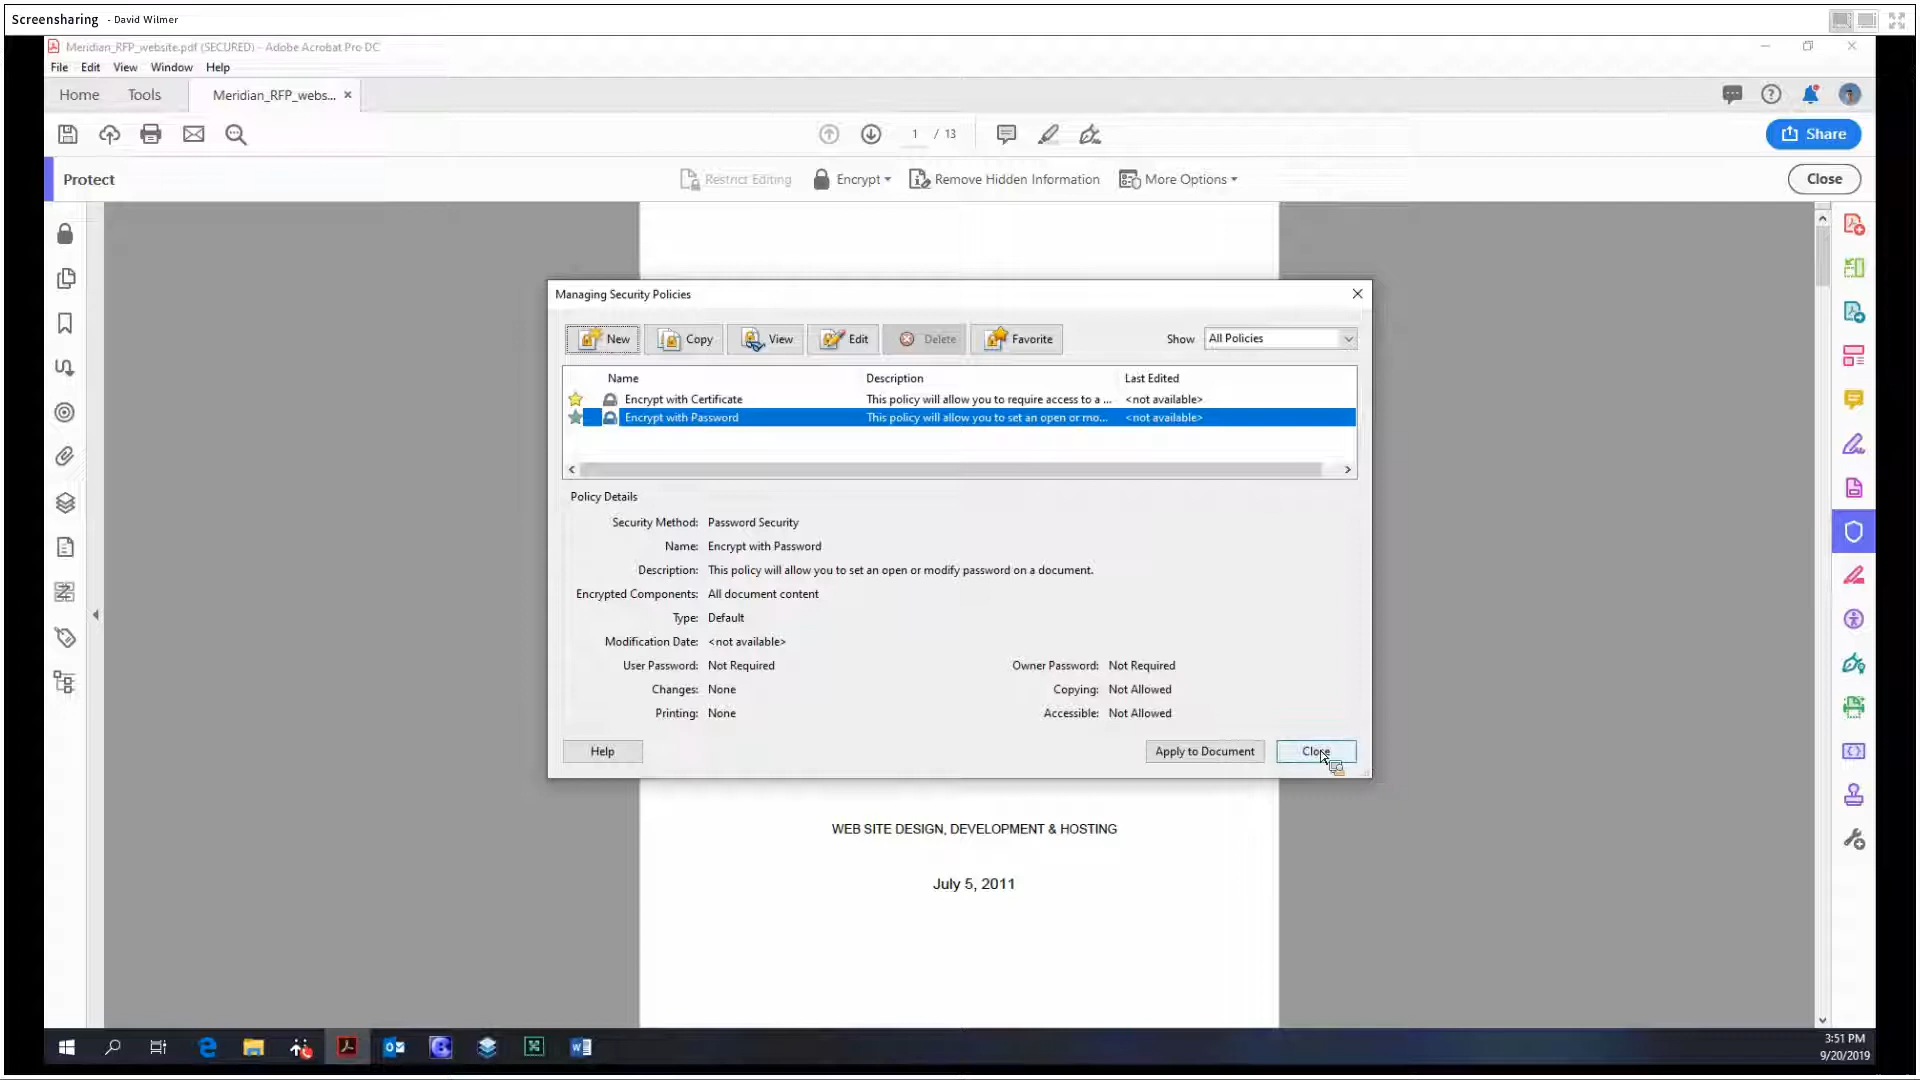 Screensharing - David Wilmer
Meridian_RFP_website.pdf (SECURED) - Adobe Acrobat Pro DC
File Edit View Window Help
Home Tools Meridian_RFP_webs... ×
1 / 13
Share
Protect Restrict Editing Encrypt Remove Hidden Information More Options Close
Managing Security Policies
New Copy View Edit Delete Favorite Show All Policies
Name Description Last Edited
Encrypt with Certificate This policy will allow you to require access to a ... <not available>
Encrypt with Password This policy will allow you to set an open or mo... <not available>
Policy Details
Security Method: Password Security
Name: Encrypt with Password
Description: This policy will allow you to set an open or modify password on a document.
Encrypted Components: All document content
Type: Default
Modification Date: <not available>
User Password: Not Required Owner Password: Not Required
Changes: None Copying: Not Allowed
Printing: None Accessible: Not Allowed
Help Apply to Document Close
WEB SITE DESIGN, DEVELOPMENT & HOSTING
July 5, 2011
3:51 PM
9/20/2019